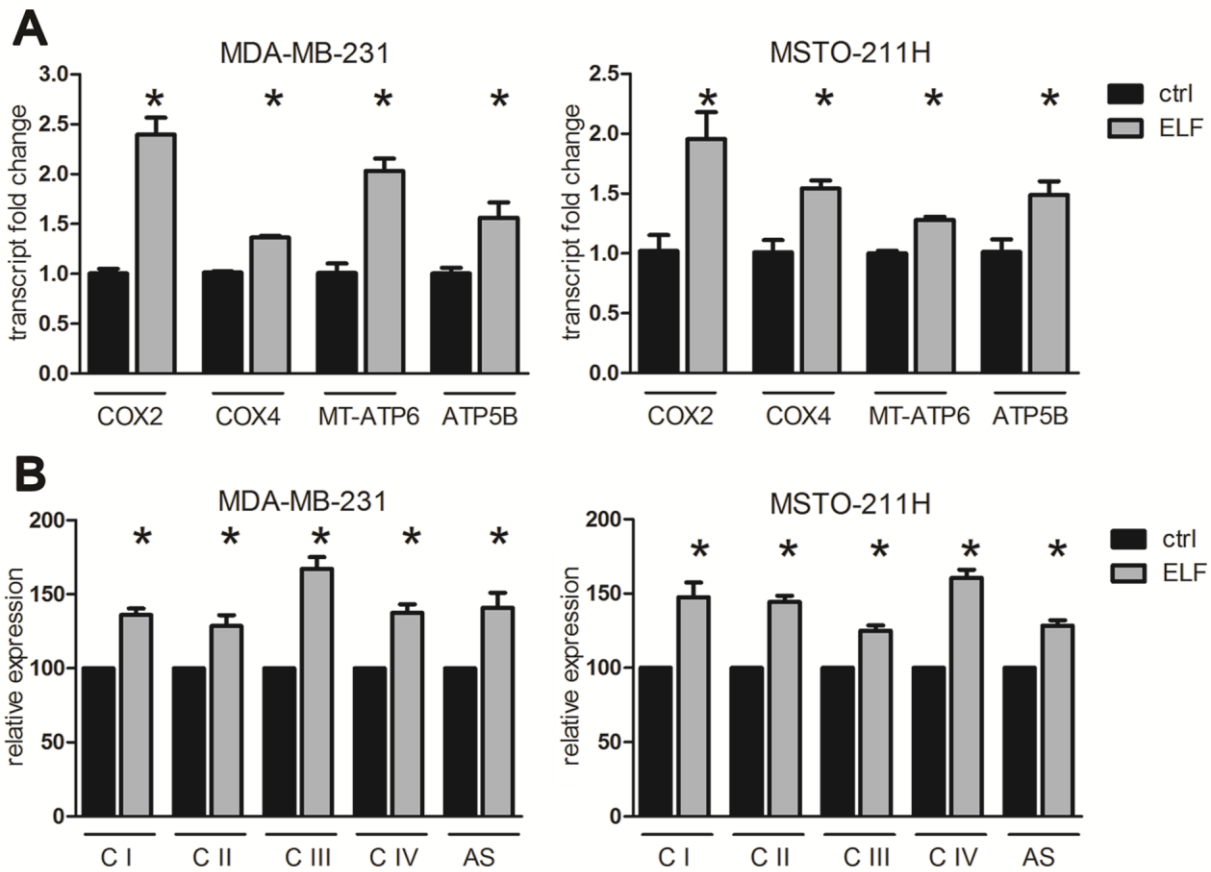 A
MDA-MB-231
MSTO-211H
transcript fold change
3.0
2.5
2.0
1.5
1.0
0.5
0.0
* * * *
COX2 COX4 MT-ATP6 ATP5B
transcript fold change
2.5
2.0
1.5
1.0
0.5
0.0
* * * *
COX2 COX4 MT-ATP6 ATP5B
ctrl
ELF
B
MDA-MB-231
MSTO-211H
relative expression
200
150
100
50
0
* * * * *
C I C II C III C IV AS
relative expression
200
150
100
50
0
* * * * *
C I C II C III C IV AS
ctrl
ELF